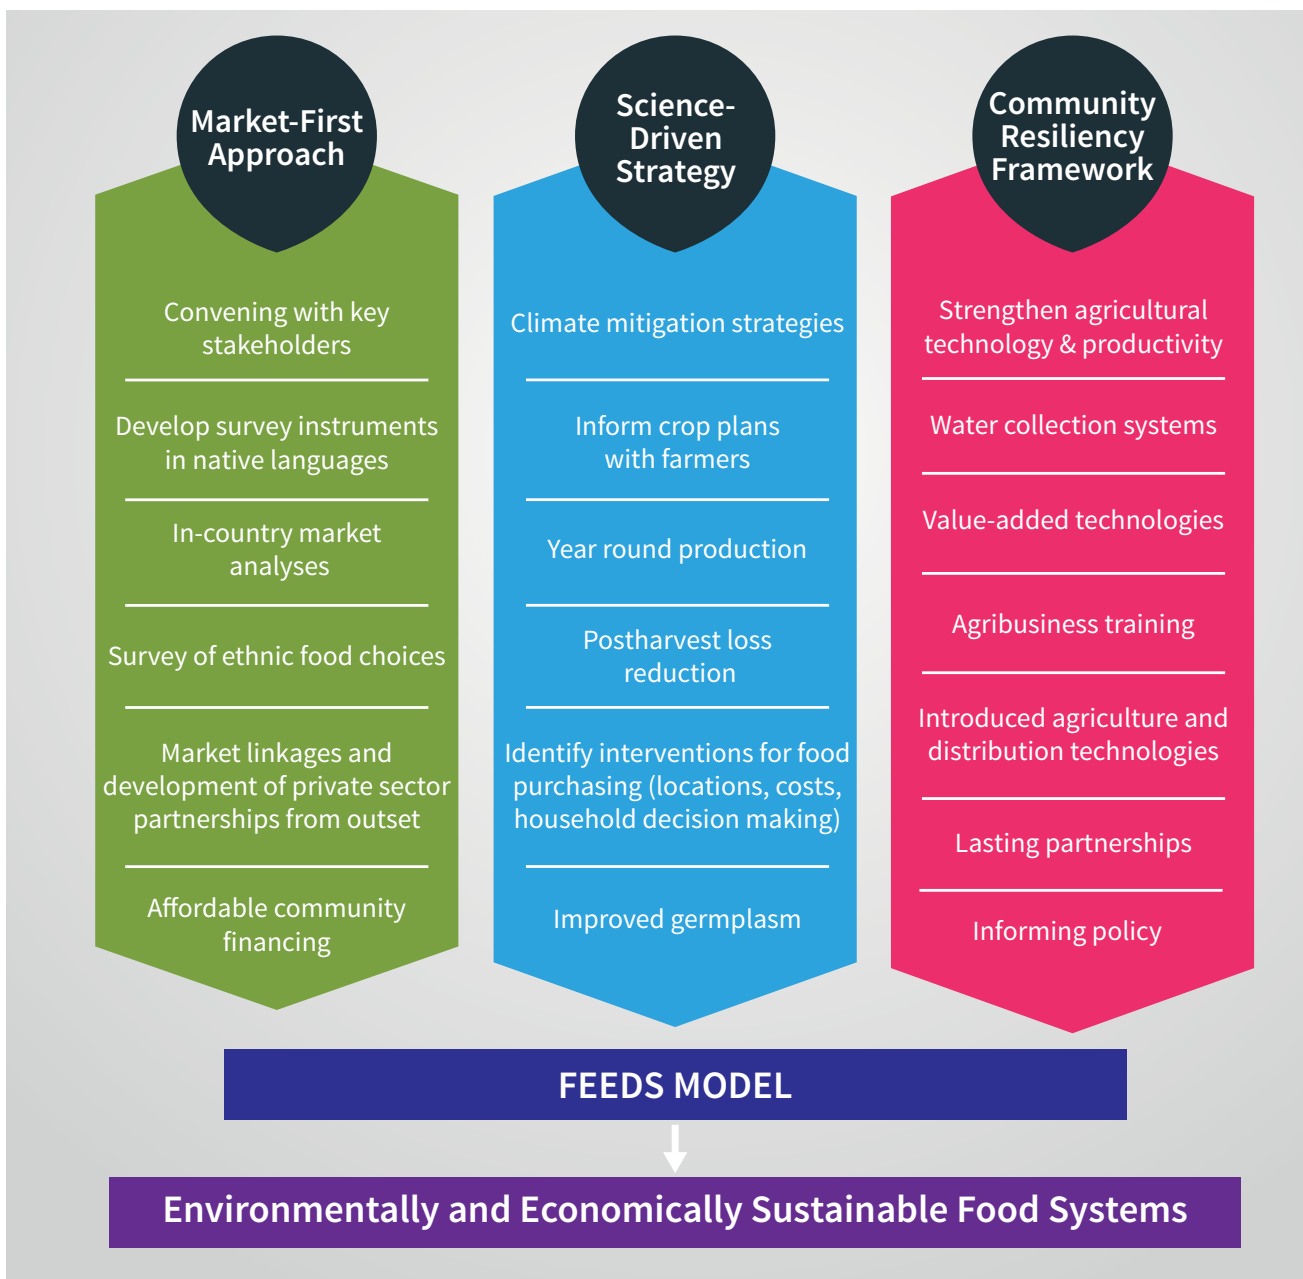 Market-First
Approach
Convening with key
stakeholders
Develop survey instruments
in native languages
In-country market
analyses
Survey of ethnic food choices
Market linkages and
development of private sector
partnerships from outset
Affordable community
financing
Science-
Driven
Strategy
Climate mitigation strategies
Inform crop plans
with farmers
Year round production
Postharvest loss
reduction
Identify interventions for food
purchasing (locations, costs,
household decision making)
Improved germplasm
Community
Resiliency
Framework
Strengthen agricultural
technology & productivity
Water collection systems
Value-added technologies
Agribusiness training
Introduced agriculture and
distribution technologies
Lasting partnerships
Informing policy
FEEDS MODEL
Environmentally and Economically Sustainable Food Systems